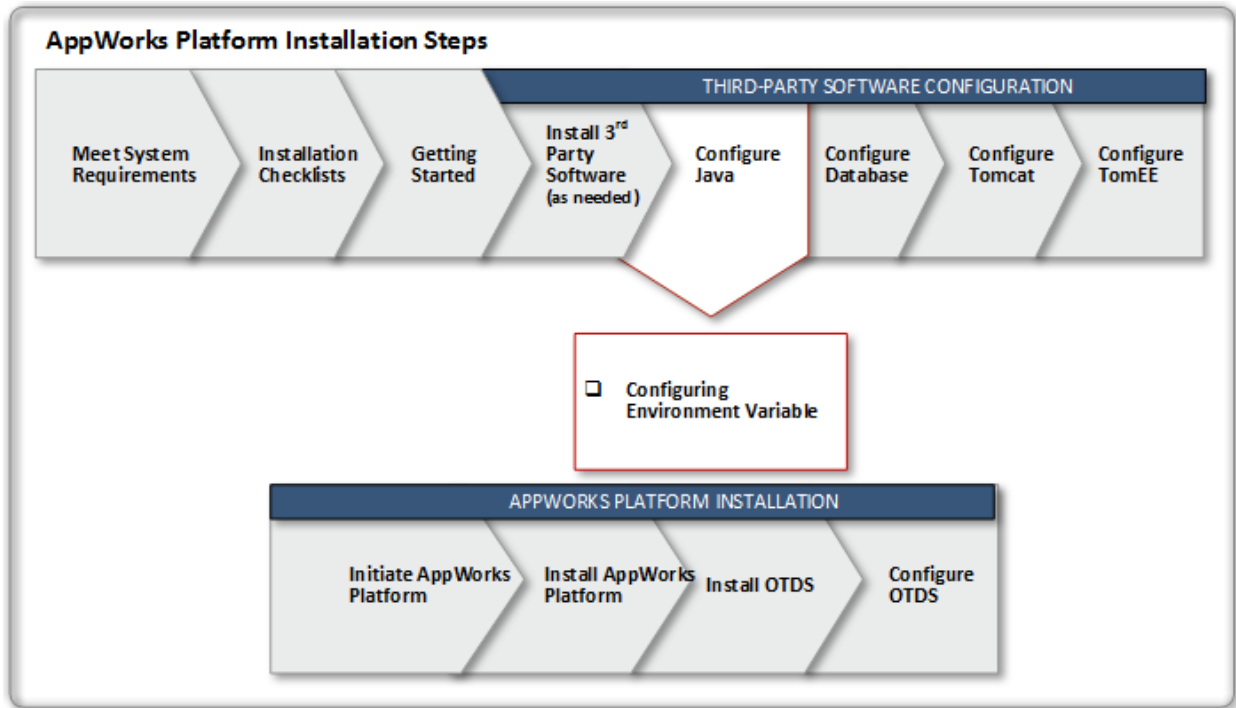 AppWorks Platform Installation Steps
THIRD-PARTY SOFTWARE CONFIGURATION
Meet System
Requirements
Installation
Checklists
Getting
Started
Install 3rd
Party
Software
(as needed)
Configure
Java
Configure
Database
Configure
Tomcat
Configure
TomEE
❑ Configuring
Environment Variable
APPWORKS PLATFORM INSTALLATION
Initiate AppWorks
Platform
Install AppWorks
Platform
Install OTDS
Configure
OTDS